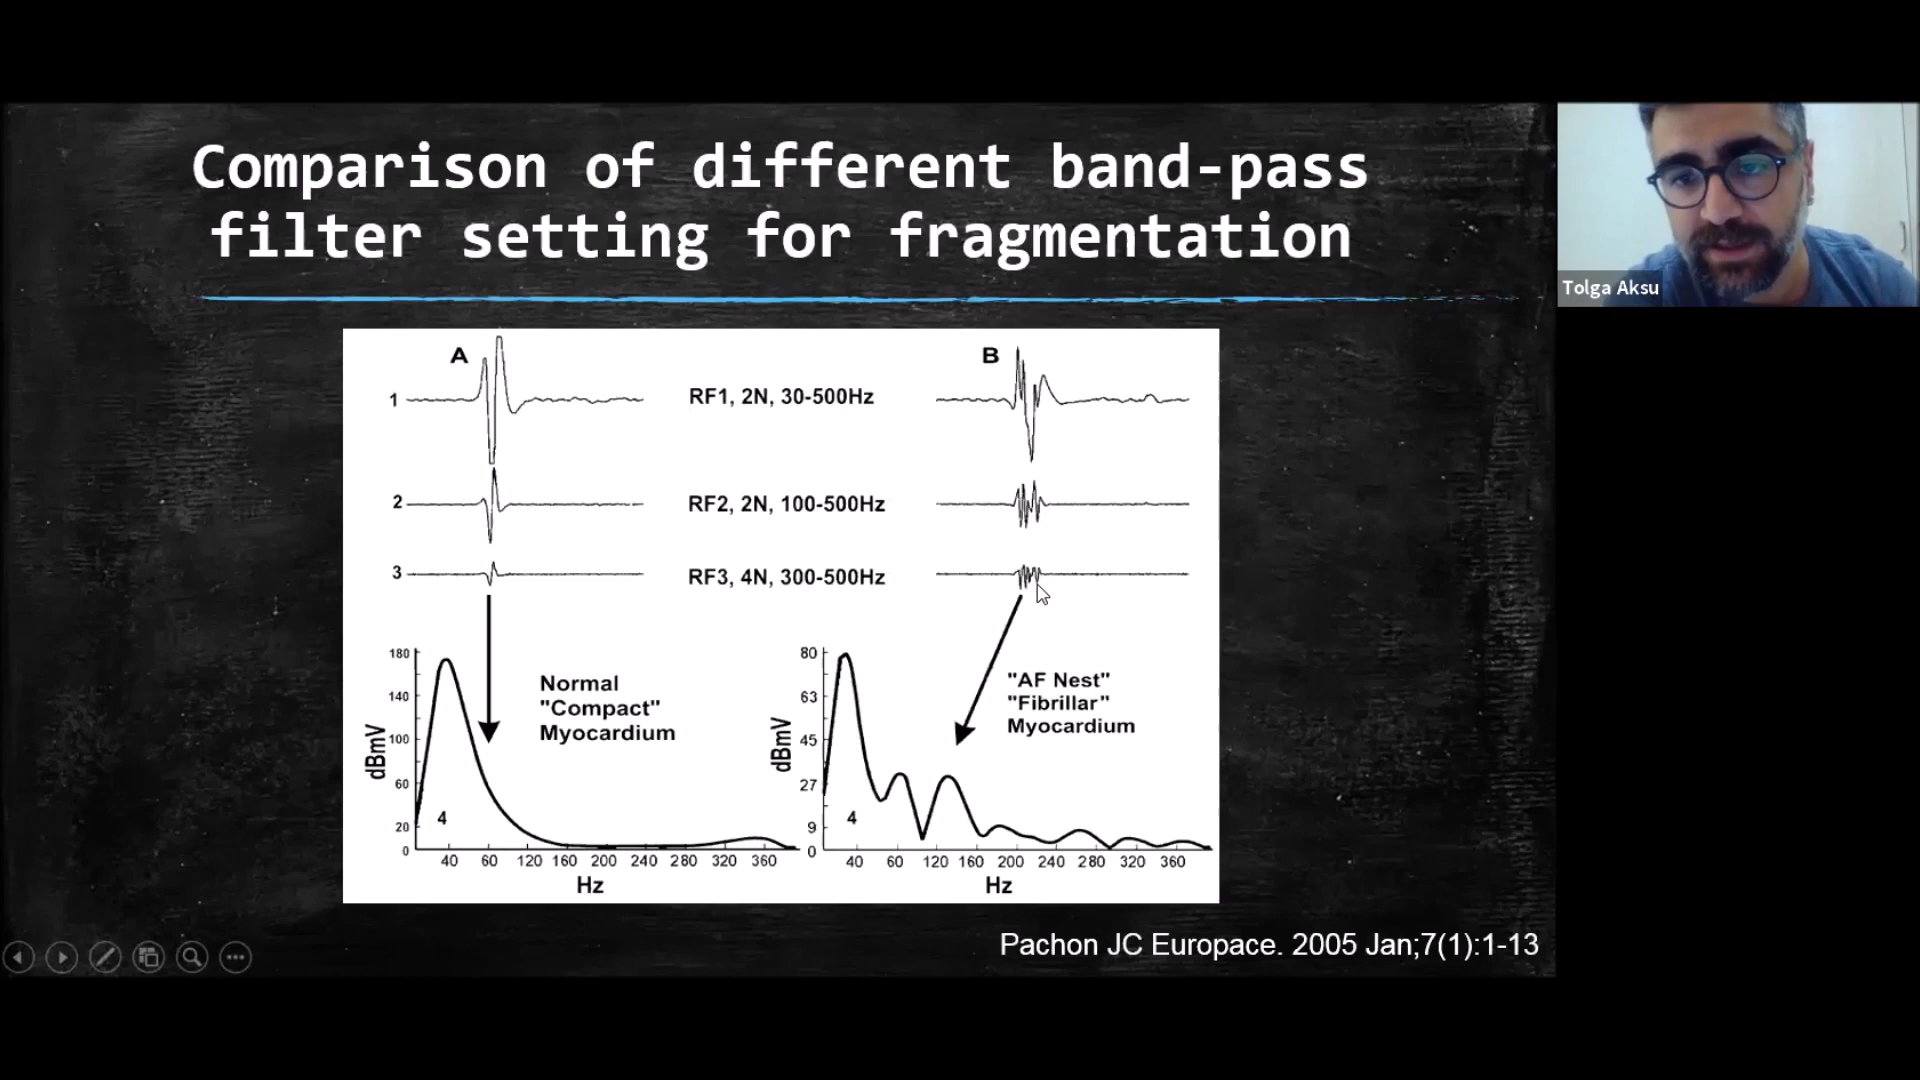 Comparison of different band-pass
filter setting for fragmentation
Tolga Aksu
A
B
1
RF1, 2N, 30-500Hz
2
RF2, 2N, 100-500Hz
3
RF3, 4N, 300-500Hz
180
140
100
60
20
0
dBmV
Normal
"Compact"
Myocardium
4
40 60 120 160 200 240 280 320 360
Hz
80
63
45
27
9
0
dBmV
"AF Nest"
"Fibrillar"
Myocardium
4
40 60 120 160 200 240 280 320 360
Hz
Pachon JC Europace. 2005 Jan;7(1):1-13